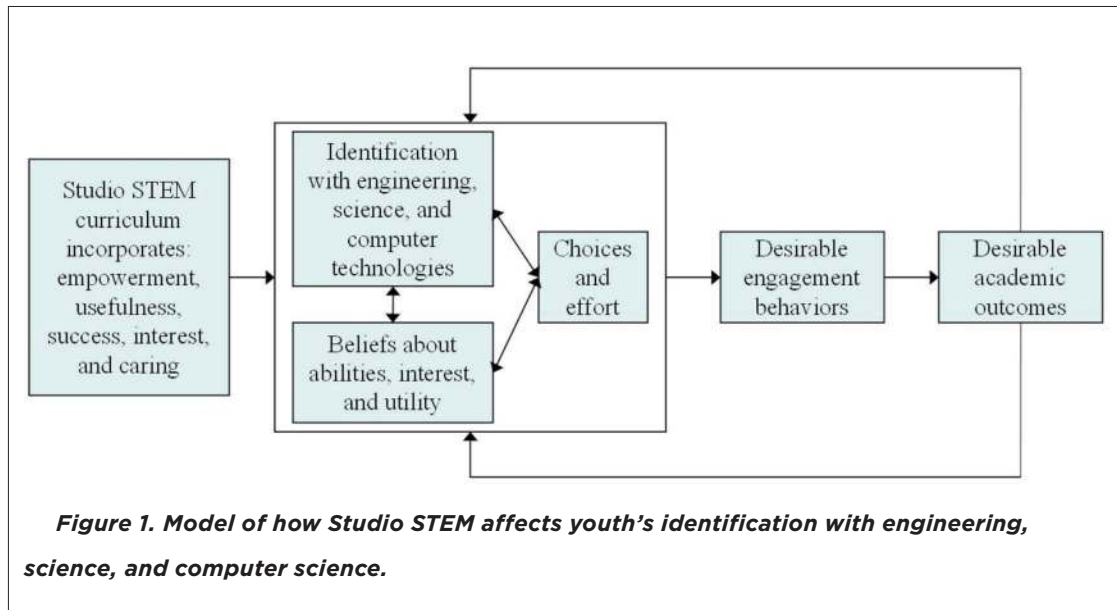 Studio STEM
curriculum
incorporates:
empowerment,
usefulness,
success, interest,
and caring
Identification
with engineering,
science, and
computer
technologies
Beliefs about
abilities, interest,
and utility
Choices
and
effort
Desirable
engagement
behaviors
Desirable
academic
outcomes
Figure 1. Model of how Studio STEM affects youth’s identification with engineering,
science, and computer science.